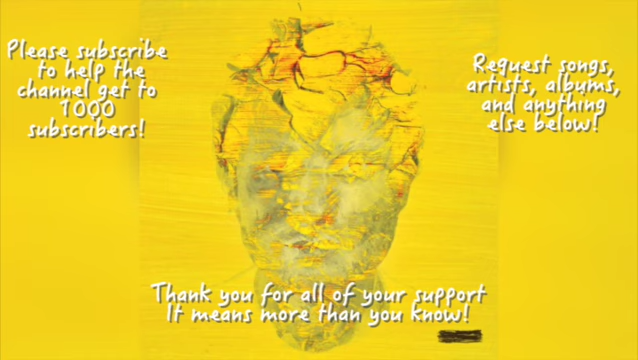 Please subscribe
to help the
channel get to
1000
subscribers!
Request songs,
artists, albums,
and anything
else below!
Thank you for all of your support
It means more than you know!